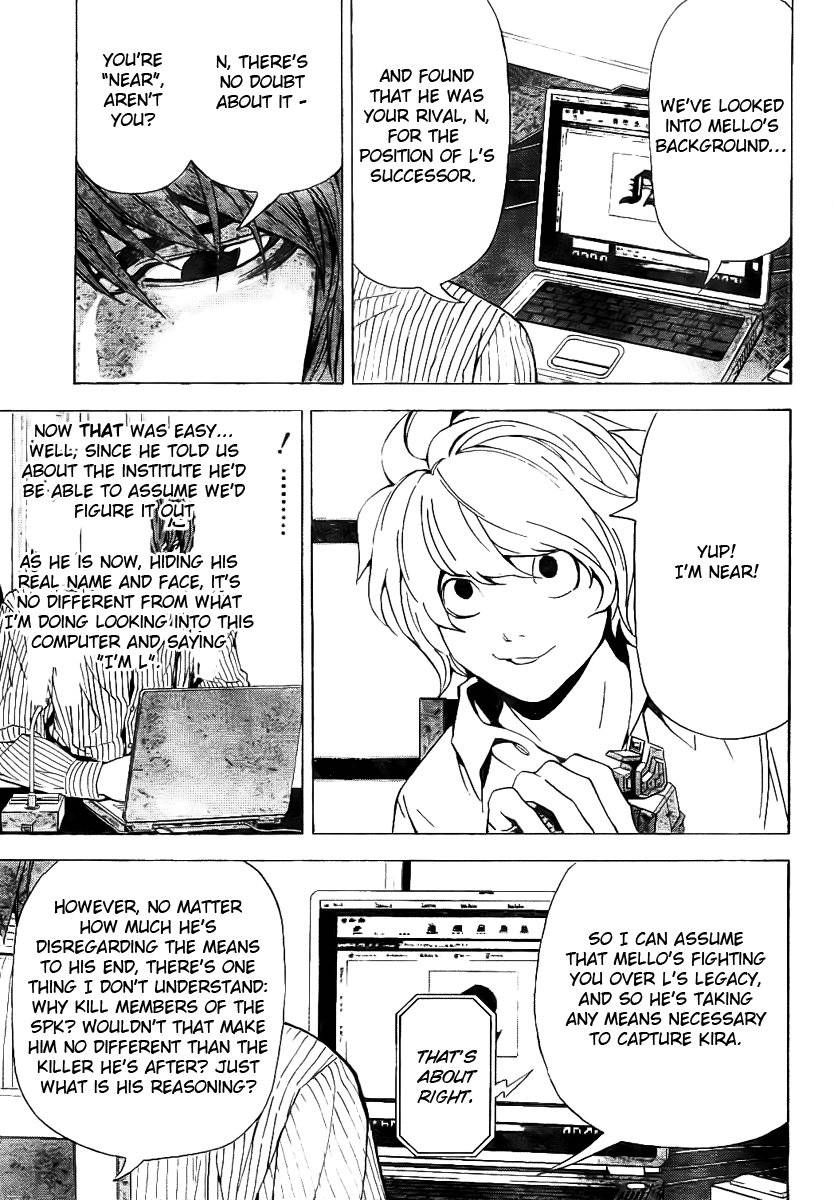 WE'VE LOOKED
INTO MELLO'S
BACKGROUND...
AND FOUND
THAT HE WAS
YOUR RIVAL, N,
FOR THE
POSITION OF L'S
SUCCESSOR.
N, THERE'S
NO DOUBT
ABOUT IT -
YOU'RE
"NEAR",
AREN'T
YOU?
YUP!
I'M NEAR!
!
NOW THAT WAS EASY...
WELL; SINCE HE TOLD US
ABOUT THE INSTITUTE HE'D
BE ABLE TO ASSUME WE'D
FIGURE IT OUT
AS HE IS NOW, HIDING HIS
REAL NAME AND FACE, IT'S
NO DIFFERENT FROM WHAT
I'M DOING LOOKING INTO THIS
COMPUTER AND SAYING
"I'M L".
SO I CAN ASSUME
THAT MELLO'S FIGHTING
YOU OVER L'S LEGACY,
AND SO HE'S TAKING
ANY MEANS NECESSARY
TO CAPTURE KIRA.
THAT'S
ABOUT
RIGHT.
HOWEVER, NO MATTER
HOW MUCH HE'S
DISREGARDING THE MEANS
TO HIS END, THERE'S ONE
THING I DON'T UNDERSTAND:
WHY KILL MEMBERS OF THE
SPK? WOULDN'T THAT MAKE
HIM NO DIFFERENT THAN THE
KILLER HE'S AFTER? JUST
WHAT IS HIS REASONING?